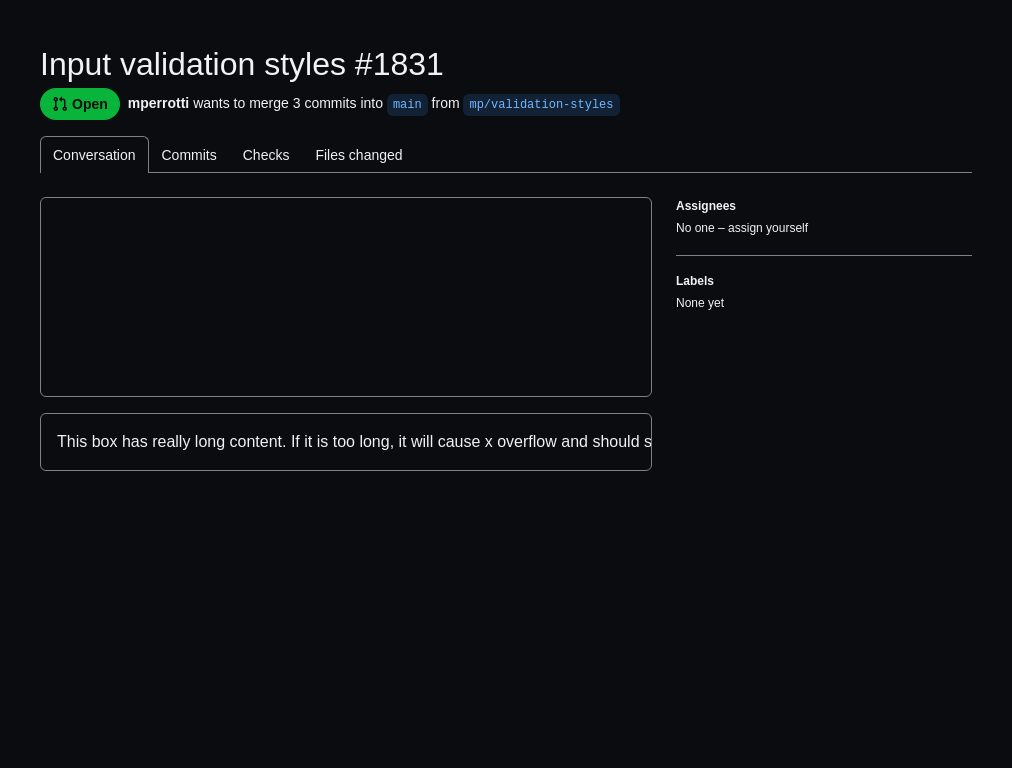 Input validation styles #1831
Open mperrotti wants to merge 3 commits into main from mp/validation-styles
Conversation Commits Checks Files changed
Assignees
No one – assign yourself
Labels
None yet
This box has really long content. If it is too long, it will cause x overflow and should s